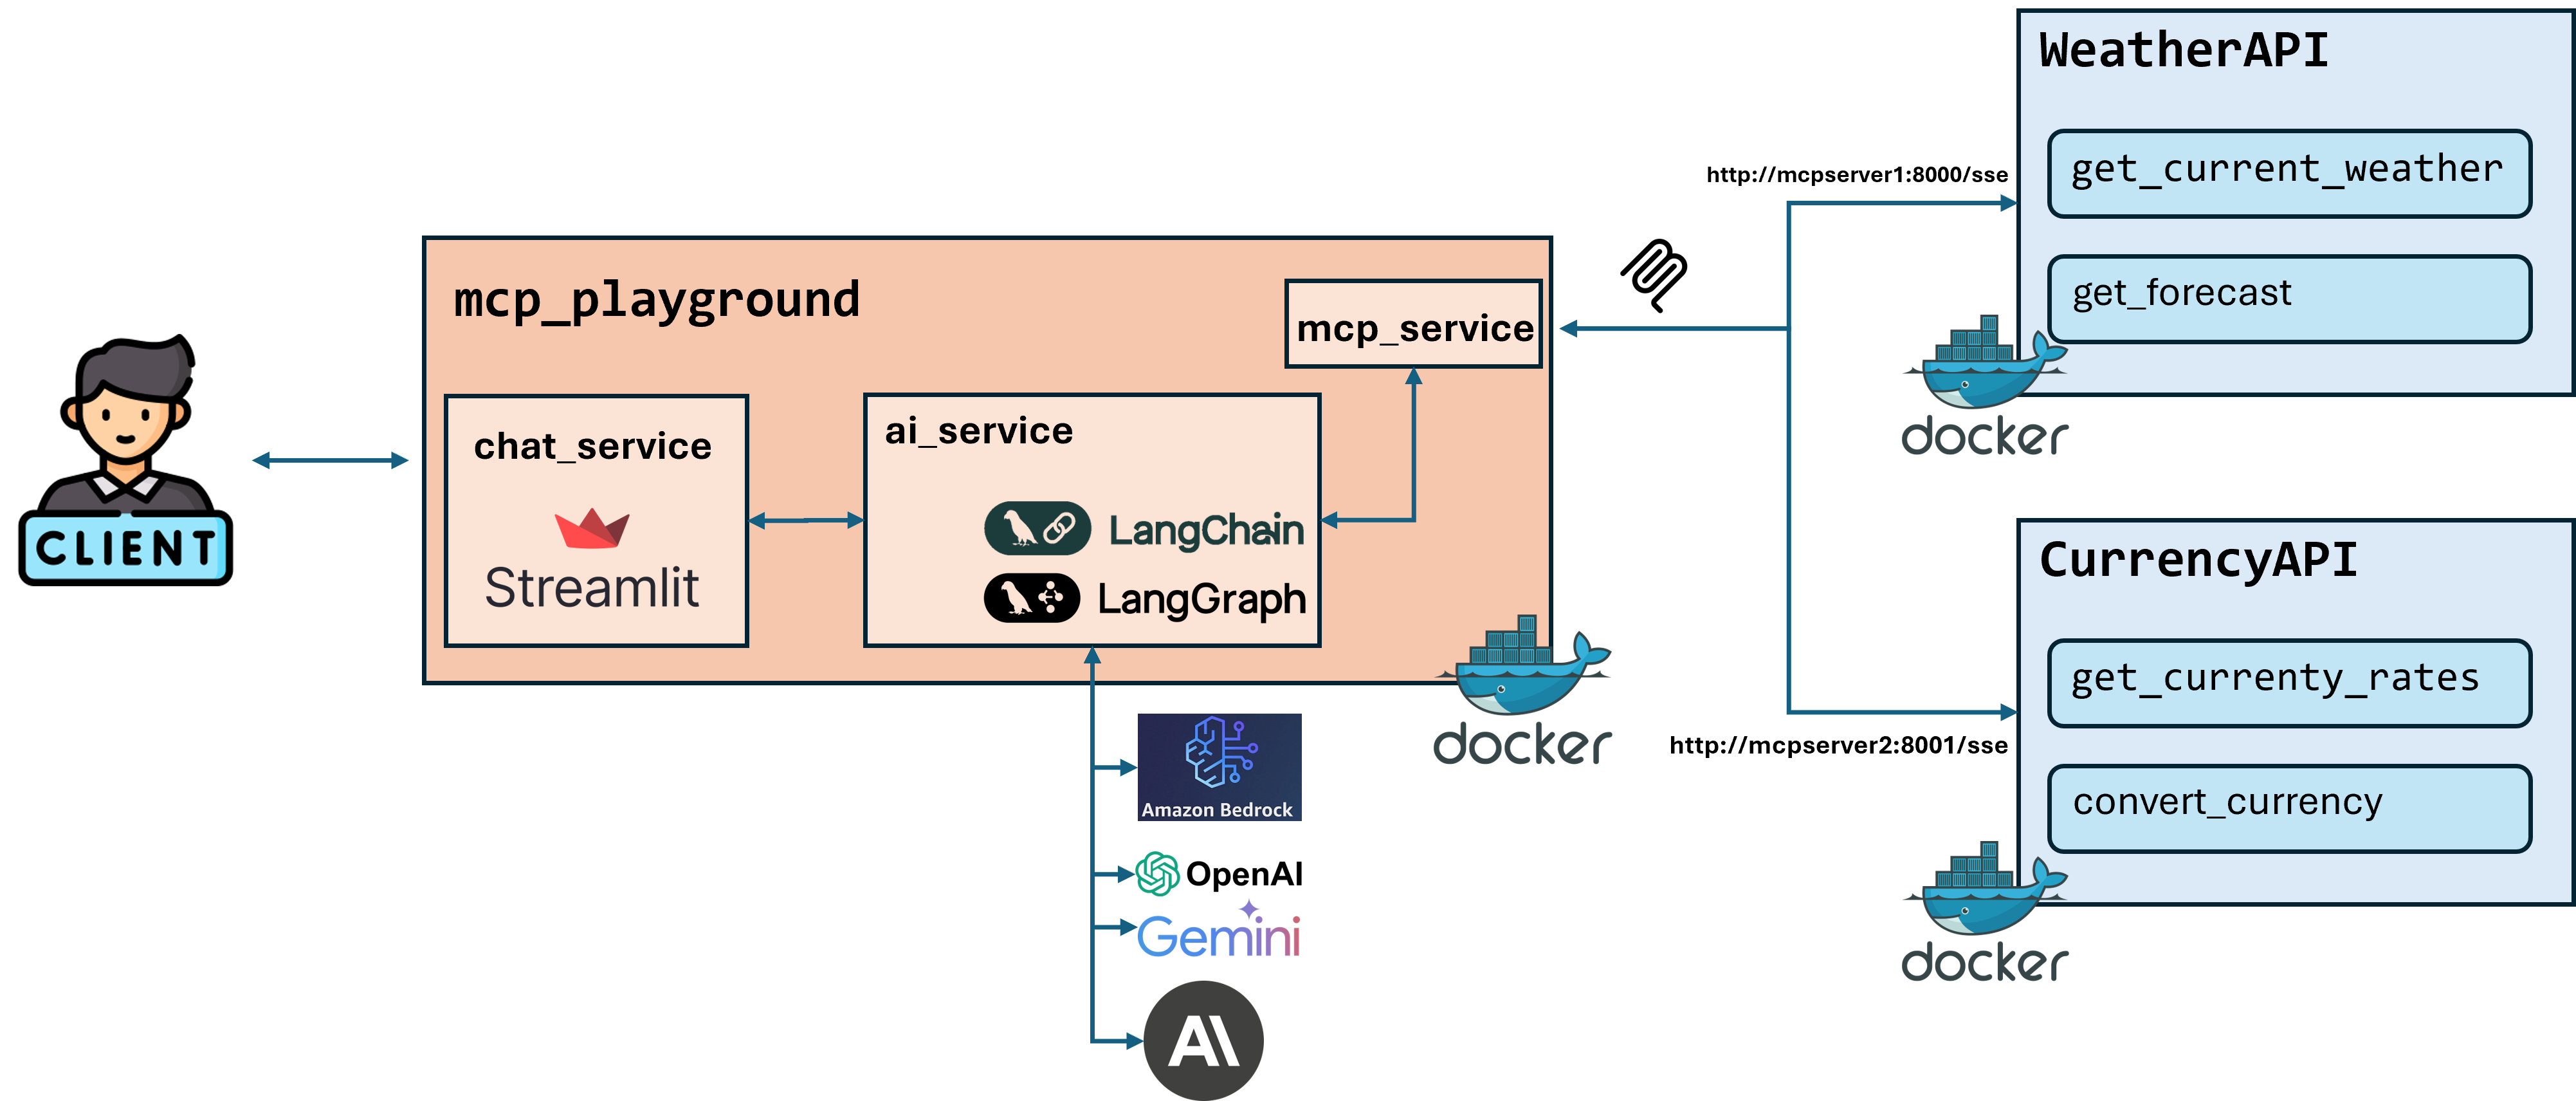 CLIENT
mcp_playground
chat_service
Streamlit
ai_service
LangChain
LangGraph
mcp_service
docker
Amazon Bedrock
OpenAI
Gemini
AI
http://mcpserver1:8000/sse
WeatherAPI
get_current_weather
get_forecast
docker
http://mcpserver2:8001/sse
CurrencyAPI
get_currenty_rates
convert_currency
docker